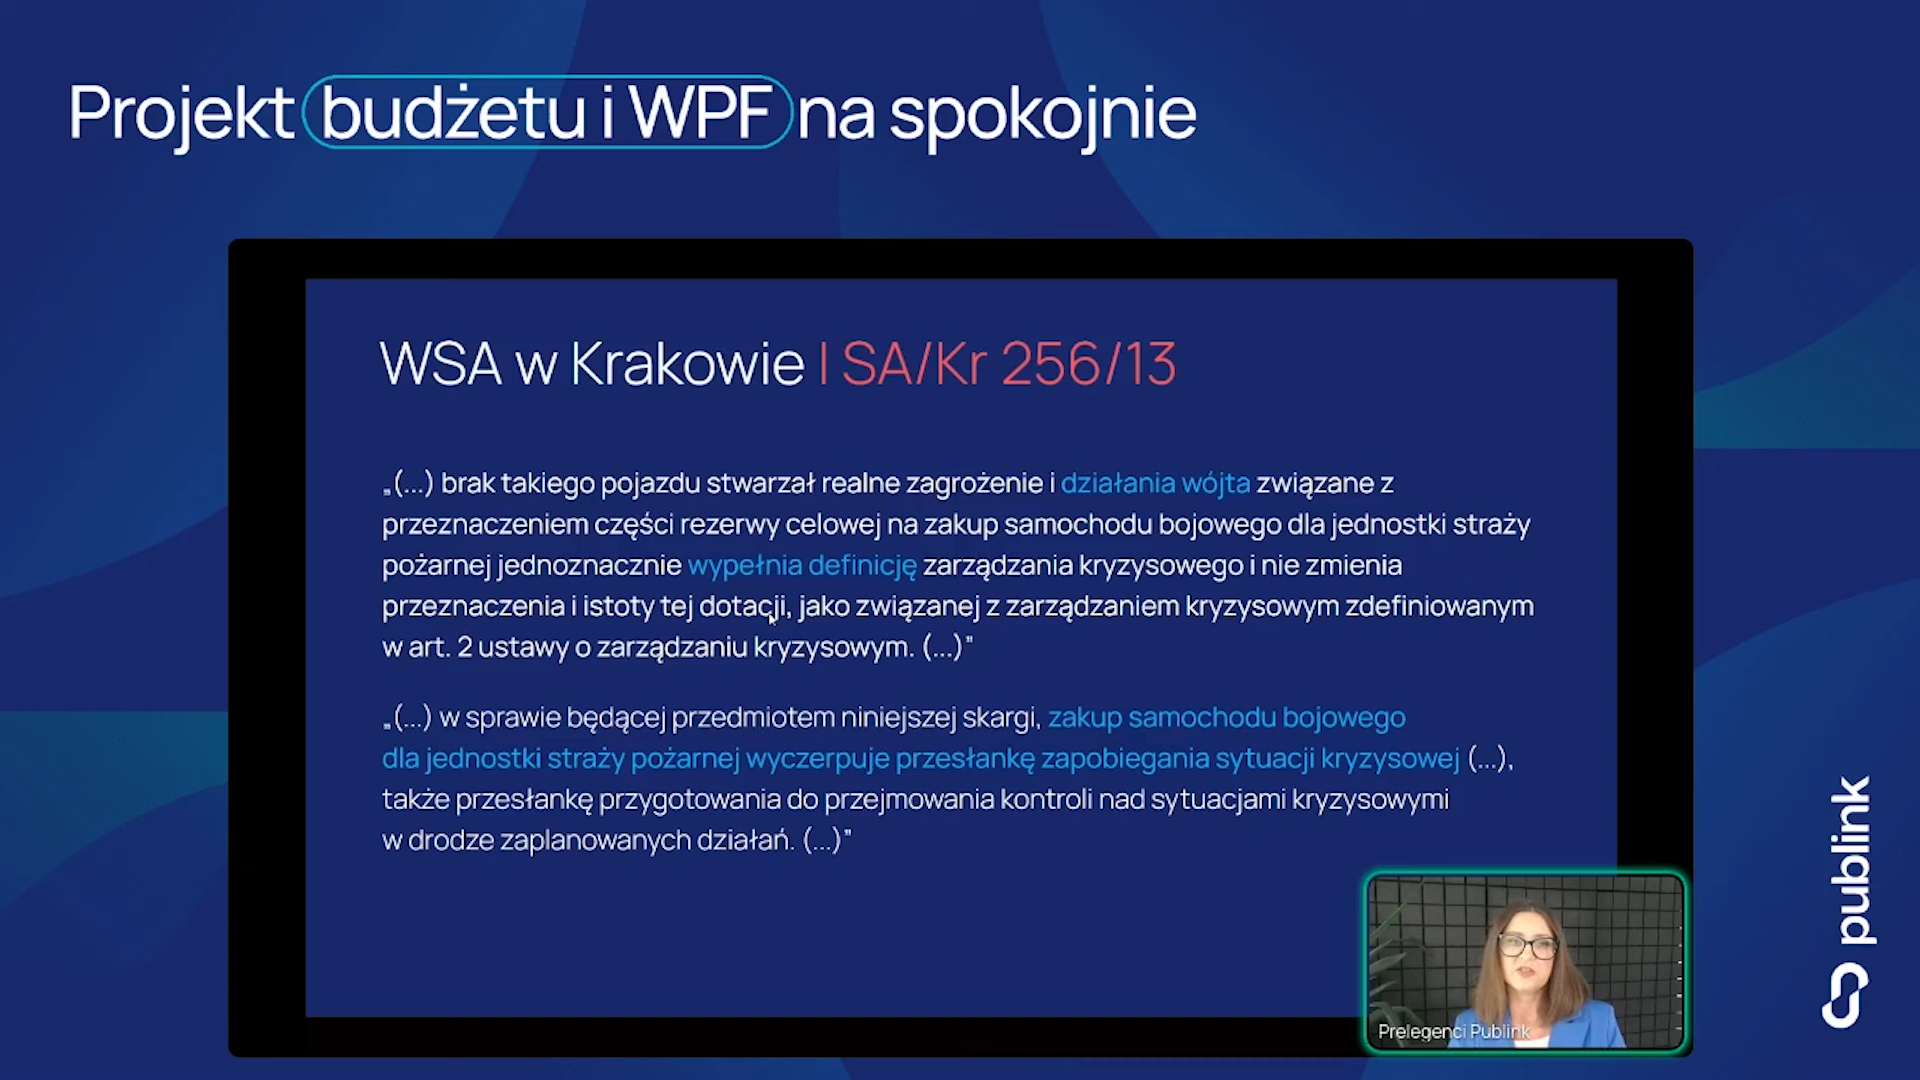 Projekt budżetu i WPF na spokojnie
WSA w Krakowie I SA/Kr 256/13
„(...) brak takiego pojazdu stwarzał realne zagrożenie i działania wójta związane z
przeznaczeniem części rezerwy celowej na zakup samochodu bojowego dla jednostki straży
pożarnej jednoznacznie wypełnia definicję zarządzania kryzysowego i nie zmienia
przeznaczenia i istoty tej dotacji, jako związanej z zarządzaniem kryzysowym zdefiniowanym
w art. 2 ustawy o zarządzaniu kryzysowym. (...)”
„(...) w sprawie będącej przedmiotem niniejszej skargi, zakup samochodu bojowego
dla jednostki straży pożarnej wyczerpuje przesłankę zapobiegania sytuacji kryzysowej (...),
także przesłankę przygotowania do przejmowania kontroli nad sytuacjami kryzysowymi
w drodze zaplanowanych działań. (...)”
Prelegenci Publink
publink